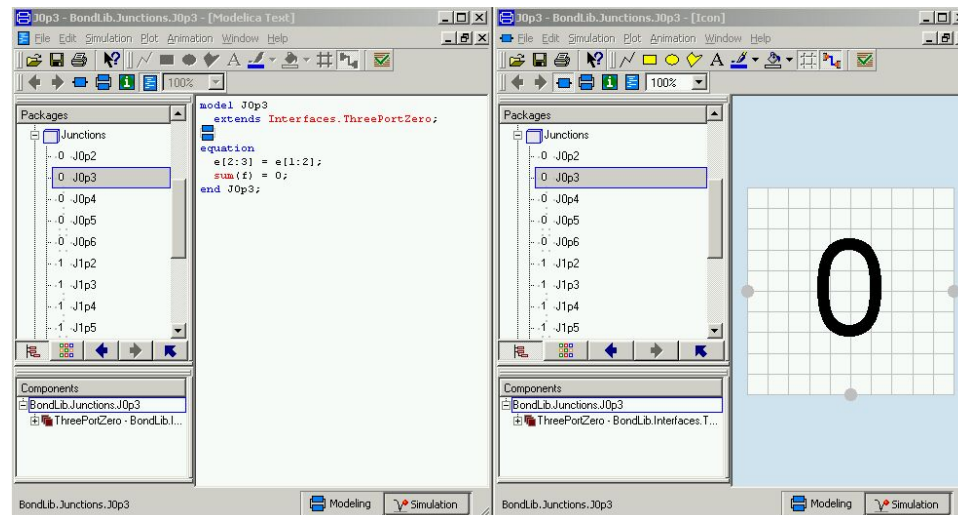 J0p3 - BondLib.Junctions.J0p3 - [Modelica Text]
File Edit Simulation Plot Animation Window Help
100%
Packages
Junctions
0 J0p2
0 J0p3
0 J0p4
0 J0p5
0 J0p6
1 J1p2
1 J1p3
1 J1p4
1 J1p5
Components
BondLib.Junctions.J0p3
ThreePortZero - BondLib.I...
model J0p3
extends Interfaces.ThreePortZero;
equation
e[2:3] = e[1:2];
sum(f) = 0;
end J0p3;
BondLib.Junctions.J0p3
Modeling
Simulation
J0p3 - BondLib.Junctions.J0p3 - [Icon]
File Edit Simulation Plot Animation Window Help
100%
Packages
Junctions
0 J0p2
0 J0p3
0 J0p4
0 J0p5
0 J0p6
1 J1p2
1 J1p3
1 J1p4
1 J1p5
Components
BondLib.Junctions.J0p3
ThreePortZero - BondLib.Interfaces.T...
0
BondLib.Junctions.J0p3
Modeling
Simulation